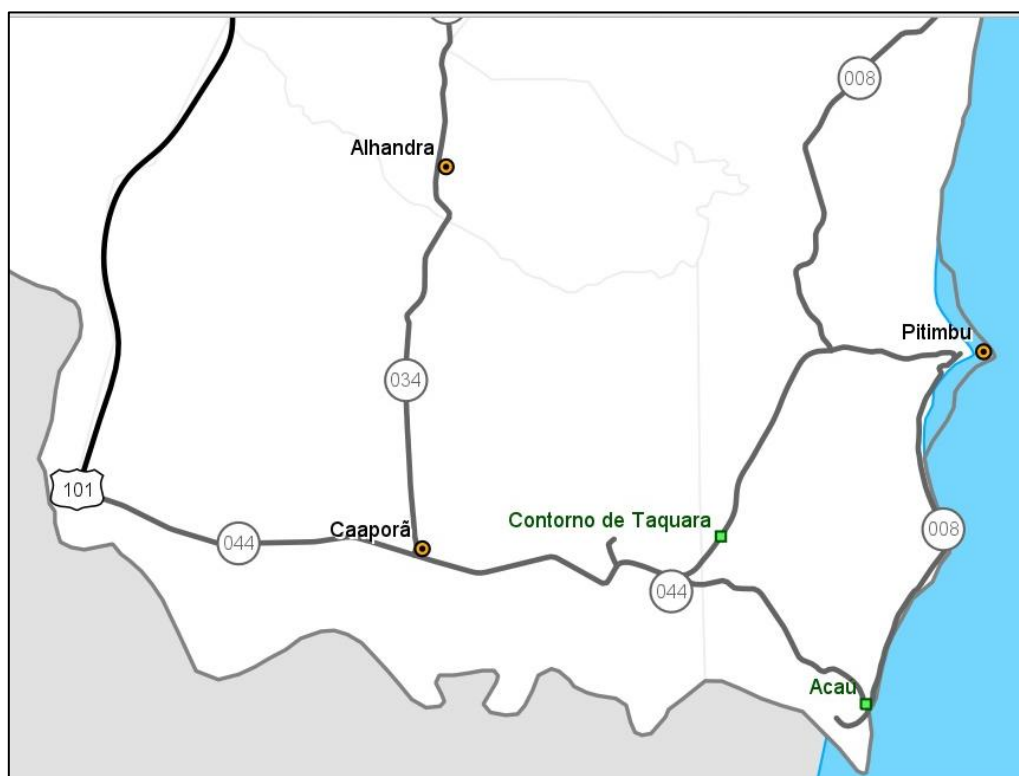 008
Alhandra
Pitimbu
034
101
Contorno de Taquara
Caaporã
044
008
044
Acaú